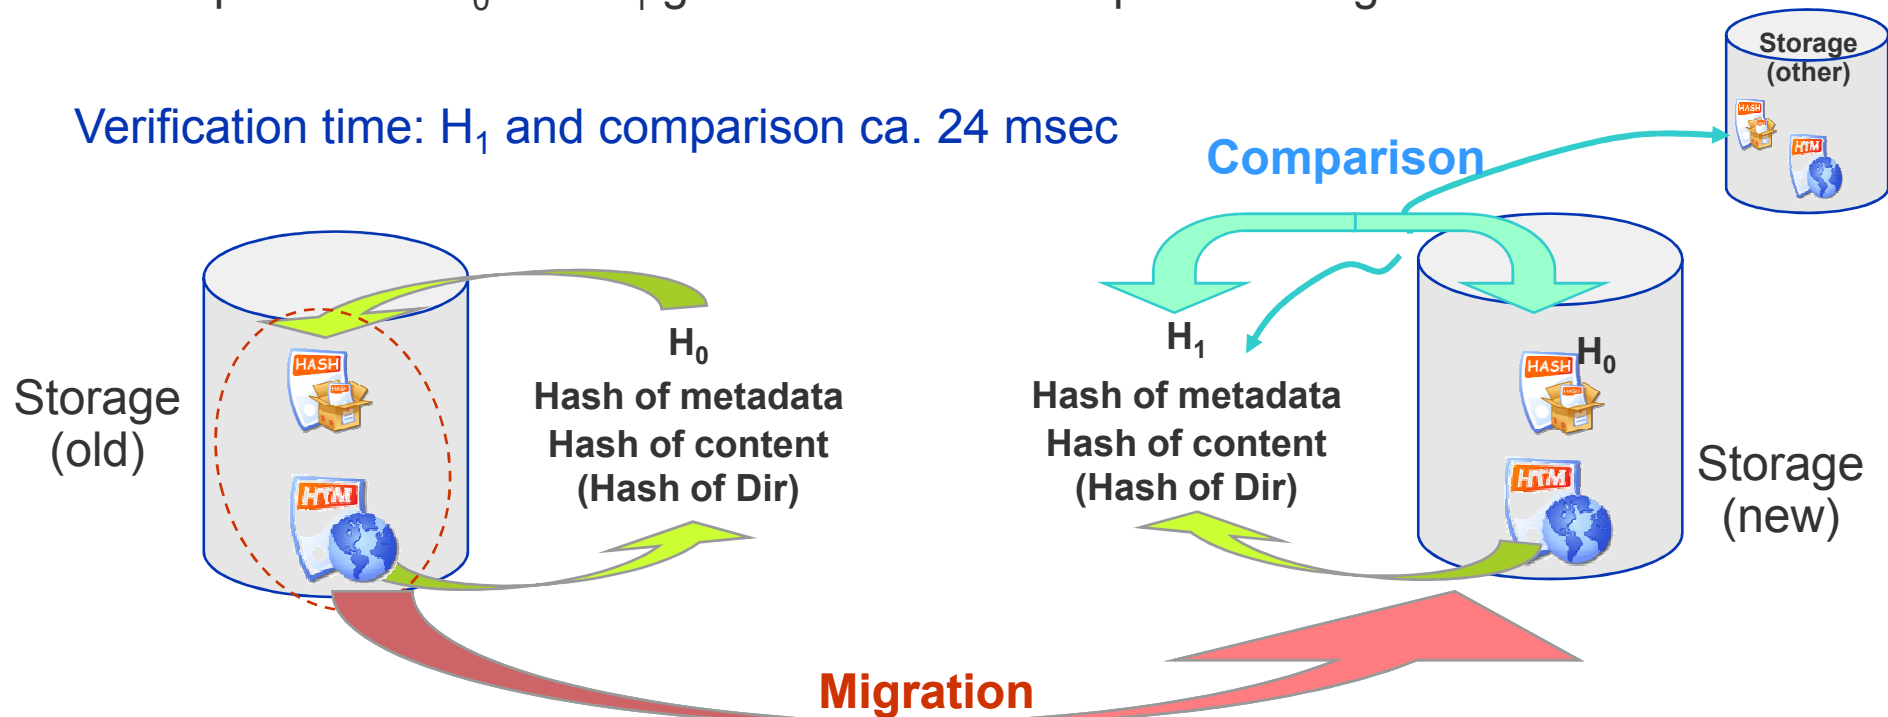 Verification time: H₁ and comparison ca. 24 msec
Storage
(other)
HASH
HTM
Comparison
Storage
(old)
HASH
HASH
HTM
H₀
Hash of metadata
Hash of content
(Hash of Dir)
H₁
Hash of metadata
Hash of content
(Hash of Dir)
H₀
HASH
HASH
HTM
Storage
(new)
Migration